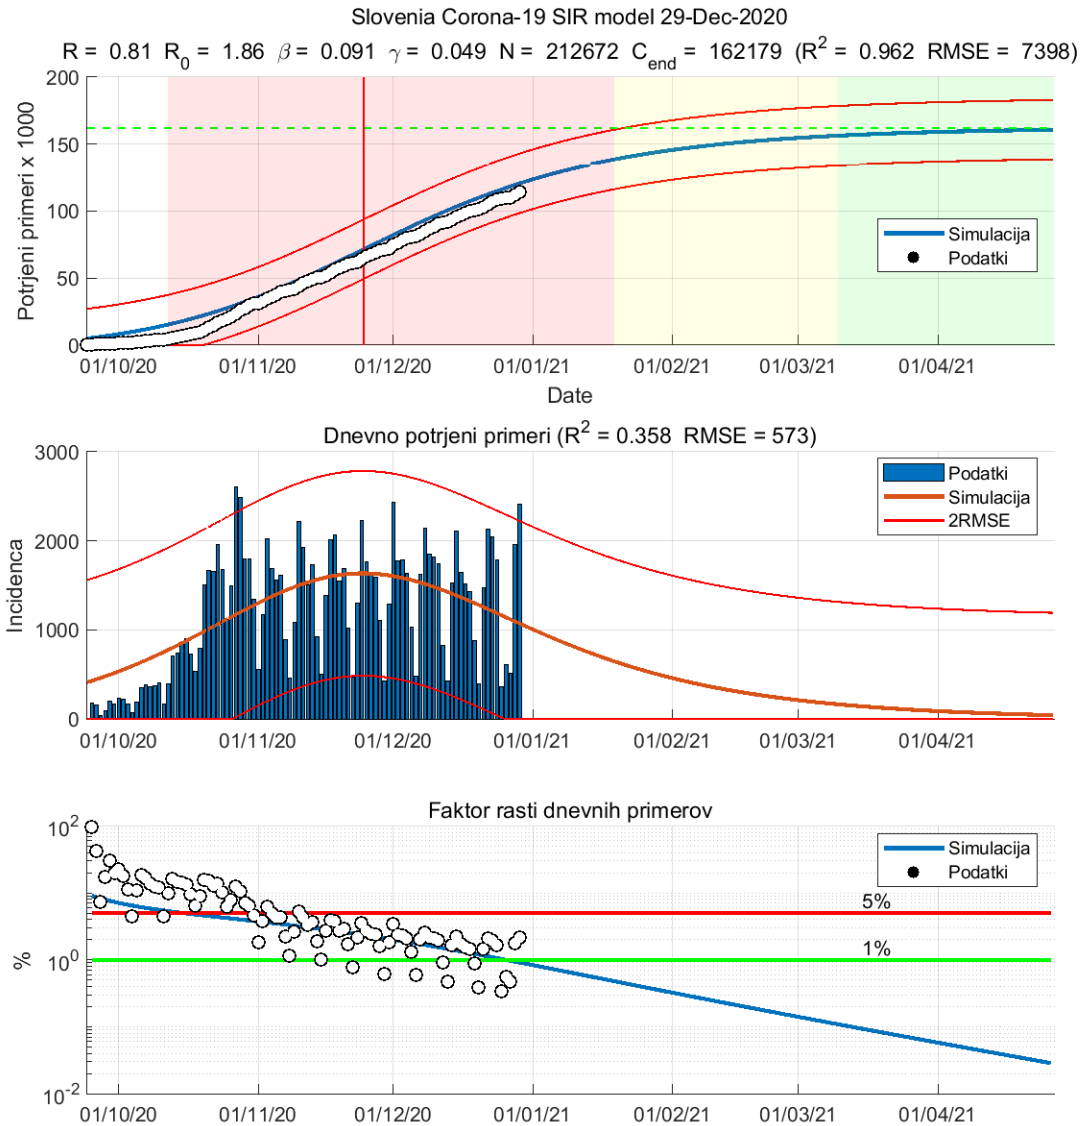 Slovenia Corona-19 SIR model 29-Dec-2020
R = 0.81 R0 = 1.86 β = 0.091 γ = 0.049 N = 212672 Cend = 162179 (R2 = 0.962 RMSE = 7398)
200
150
100
50
0
Potrjeni primeri x 1000
Simulacija
Podatki
01/10/20 01/11/20 01/12/20 01/01/21 01/02/21 01/03/21 01/04/21
Date
Dnevno potrjeni primeri (R2 = 0.358 RMSE = 573)
3000
2000
1000
0
Incidenca
Podatki
Simulacija
2RMSE
01/10/20 01/11/20 01/12/20 01/01/21 01/02/21 01/03/21 01/04/21
Faktor rasti dnevnih primerov
10^2
10^0
10^-2
%
Simulacija
Podatki
5%
1%
01/10/20 01/11/20 01/12/20 01/01/21 01/02/21 01/03/21 01/04/21